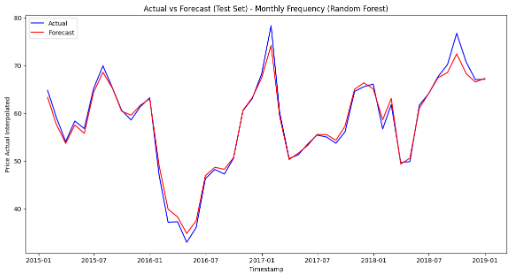 Actual vs Forecast (Test Set) - Monthly Frequency (Random Forest)
Actual
Forecast
Price Actual Interpolated
70
60
50
40
2015-01 2015-07 2016-01 2016-07 2017-01 2017-07 2018-01 2018-07 2019-01
Timestamp